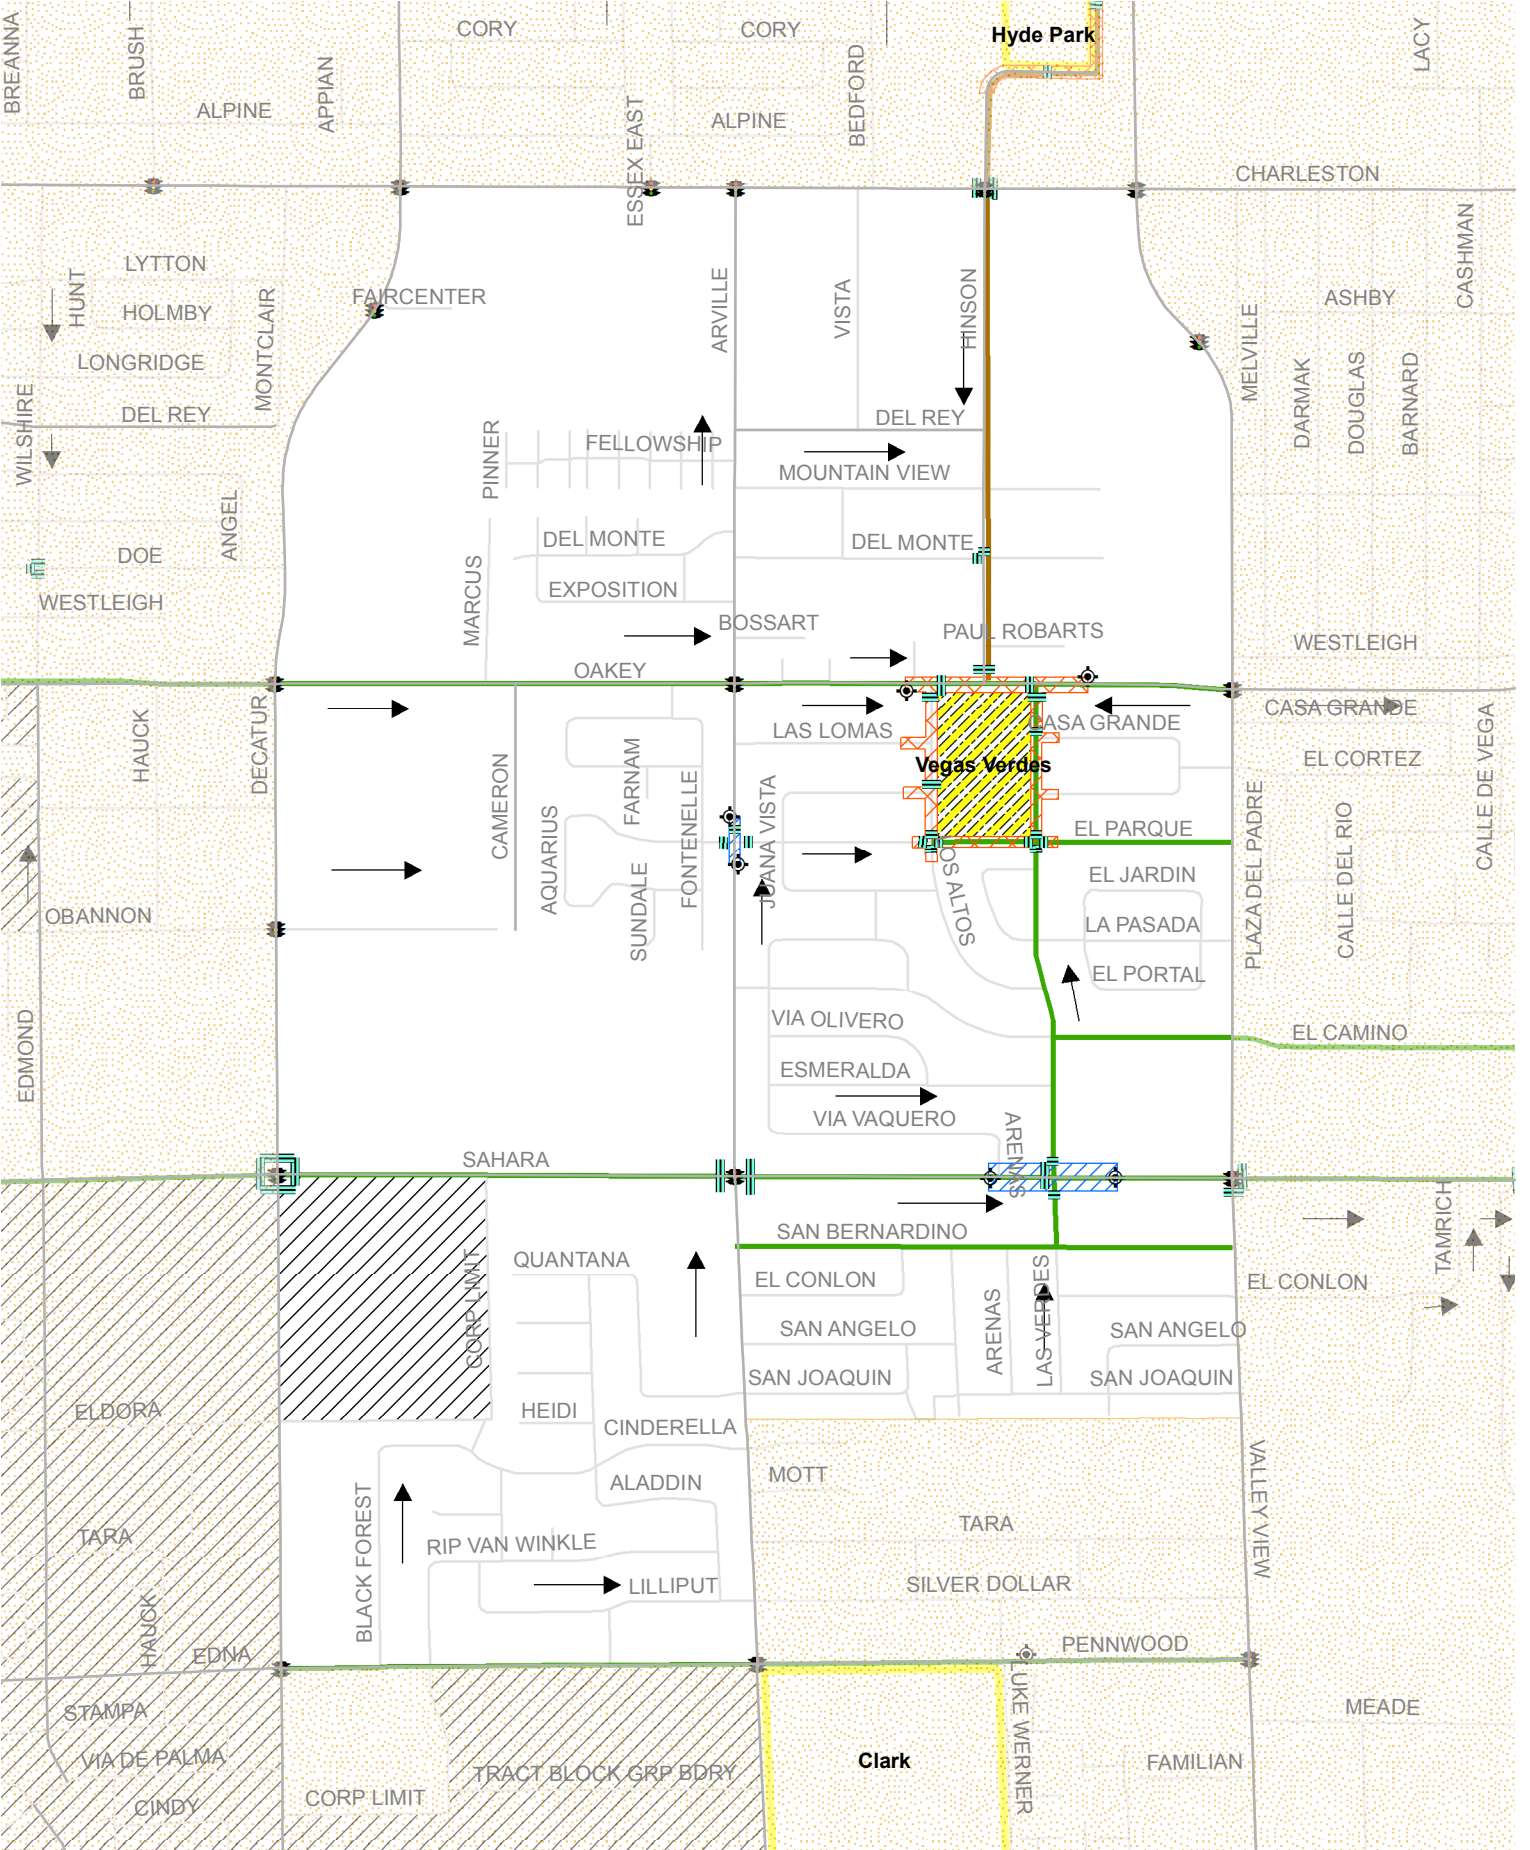 BREANNA
BRUSH
CORY
CORY
Hyde Park
LACY
APPIAN
ALPINE
ESSEX EAST
ALPINE
BEDFORD
CHARLESTON
LYTTON
HUNT
HOLMBY
MONTCLAIR
LONGRIDGE
DEL REY
WILSHIRE
FAIRCENTER
ARVILLE
VISTA
HINSON
MELVILLE
ASHBY
CASHMAN
DARMAK
DOUGLAS
BARNARD
PINNER
FELLOWSHIP
DEL REY
MOUNTAIN VIEW
ANGEL
DOE
WESTLEIGH
MARCUS
DEL MONTE
DEL MONTE
EXPOSITION
BOSSART
PAUL ROBARTS
WESTLEIGH
OAKEY
HAUCK
DECATUR
LAS LOMAS
CASA GRANDE
CASA GRANDE
EL CORTEZ
CALLE DE VEGA
CAMERON
AQUARIUS
FARNAM
FONTENELLE
JUANA VISTA
Vegas Verdes
EL PARQUE
PLAZA DEL PADRE
CALLE DEL RIO
OBANNON
SUNDALE
OS ALTOS
EL JARDIN
LA PASADA
EL PORTAL
EDMOND
VIA OLIVERO
EL CAMINO
ESMERALDA
VIA VAQUERO
ARENAS
SAHARA
SAN BERNARDINO
TAMRICH
CORP LIMIT
QUANTANA
EL CONLON
LAS VERDES
EL CONLON
ARENAS
SAN ANGELO
SAN ANGELO
SAN JOAQUIN
SAN JOAQUIN
ELDORA
HEIDI
CINDERELLA
MOTT
VALLEY VIEW
ALADDIN
BLACK FOREST
TARA
RIP VAN WINKLE
TARA
LILLIPUT
SILVER DOLLAR
HAUCK
EDNA
PENNWOOD
LUKE WERNER
STAMPA
MEADE
VIA DE PALMA
TRACT BLOCK GRP BDRY
Clark
FAMILIAN
CINDY
CORP LIMIT